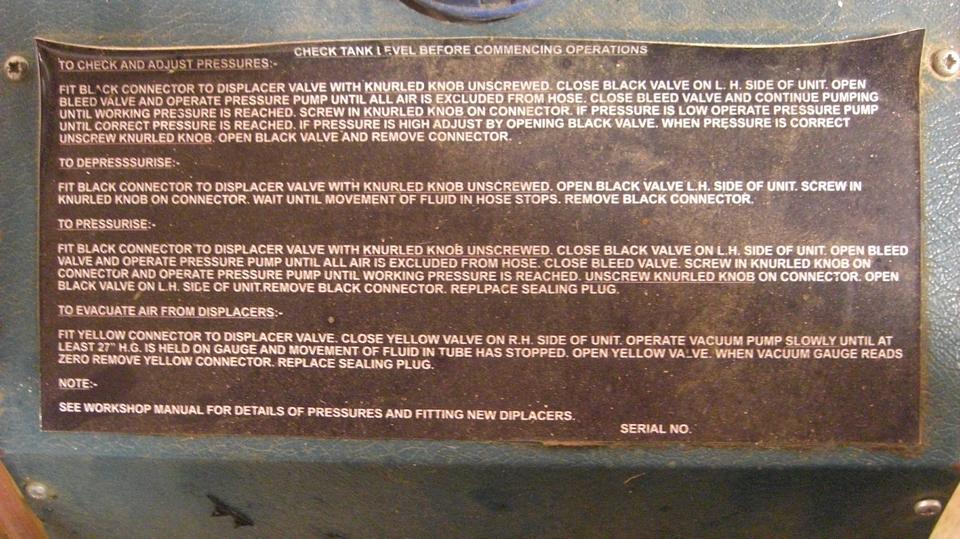 CHECK TANK LEVEL BEFORE COMMENCING OPERATIONS
TO CHECK AND ADJUST PRESSURES:-
FIT BLACK CONNECTOR TO DISPLACER VALVE WITH KNURLED KNOB UNSCREWED. CLOSE BLACK VALVE ON L. H. SIDE OF UNIT. OPEN
BLEED VALVE AND OPERATE PRESSURE PUMP UNTIL ALL AIR IS EXCLUDED FROM HOSE. CLOSE BLEED VALVE AND CONTINUE PUMPING
UNTIL WORKING PRESSURE IS REACHED. SCREW IN KNURLED KNOB ON CONNECTOR. IF PRESSURE IS LOW OPERATE PRESSURE PUMP
UNTIL CORRECT PRESSURE IS REACHED. IF PRESSURE IS HIGH ADJUST BY OPENING BLACK VALVE. WHEN PRESSURE IS CORRECT
UNSCREW KNURLED KNOB. OPEN BLACK VALVE AND REMOVE CONNECTOR.
TO DEPRESSSURISE:-
FIT BLACK CONNECTOR TO DISPLACER VALVE WITH KNURLED KNOB UNSCREWED. OPEN BLACK VALVE L.H. SIDE OF UNIT. SCREW IN
KNURLED KNOB ON CONNECTOR. WAIT UNTIL MOVEMENT OF FLUID IN HOSE STOPS. REMOVE BLACK CONNECTOR.
TO PRESSURISE:-
FIT BLACK CONNECTOR TO DISPLACER VALVE WITH KNURLED KNOB UNSCREWED. CLOSE BLACK VALVE ON L.H. SIDE OF UNIT. OPEN BLEED
VALVE AND OPERATE PRESSURE PUMP UNTIL ALL AIR IS EXCLUDED FROM HOSE. CLOSE BLEED VALVE. SCREW IN KNURLED KNOB ON
CONNECTOR AND OPERATE PRESSURE PUMP UNTIL WORKING PRESSURE IS REACHED. UNSCREW KNURLED KNOB ON CONNECTOR. OPEN
BLACK VALVE ON L.H. SIDE OF UNIT.REMOVE BLACK CONNECTOR. REPLPACE SEALING PLUG.
TO EVACUATE AIR FROM DISPLACERS:-
FIT YELLOW CONNECTOR TO DISPLACER VALVE. CLOSE YELLOW VALVE ON R.H. SIDE OF UNIT. OPERATE VACUUM PUMP SLOWLY UNTIL AT
LEAST 27" H.G. IS HELD ON GAUGE AND MOVEMENT OF FLUID IN TUBE HAS STOPPED. OPEN YELLOW VALVE. WHEN VACUUM GAUGE READS
ZERO REMOVE YELLOW CONNECTOR. REPLACE SEALING PLUG.
NOTE:-
SEE WORKSHOP MANUAL FOR DETAILS OF PRESSURES AND FITTING NEW DIPLACERS.
SERIAL NO.